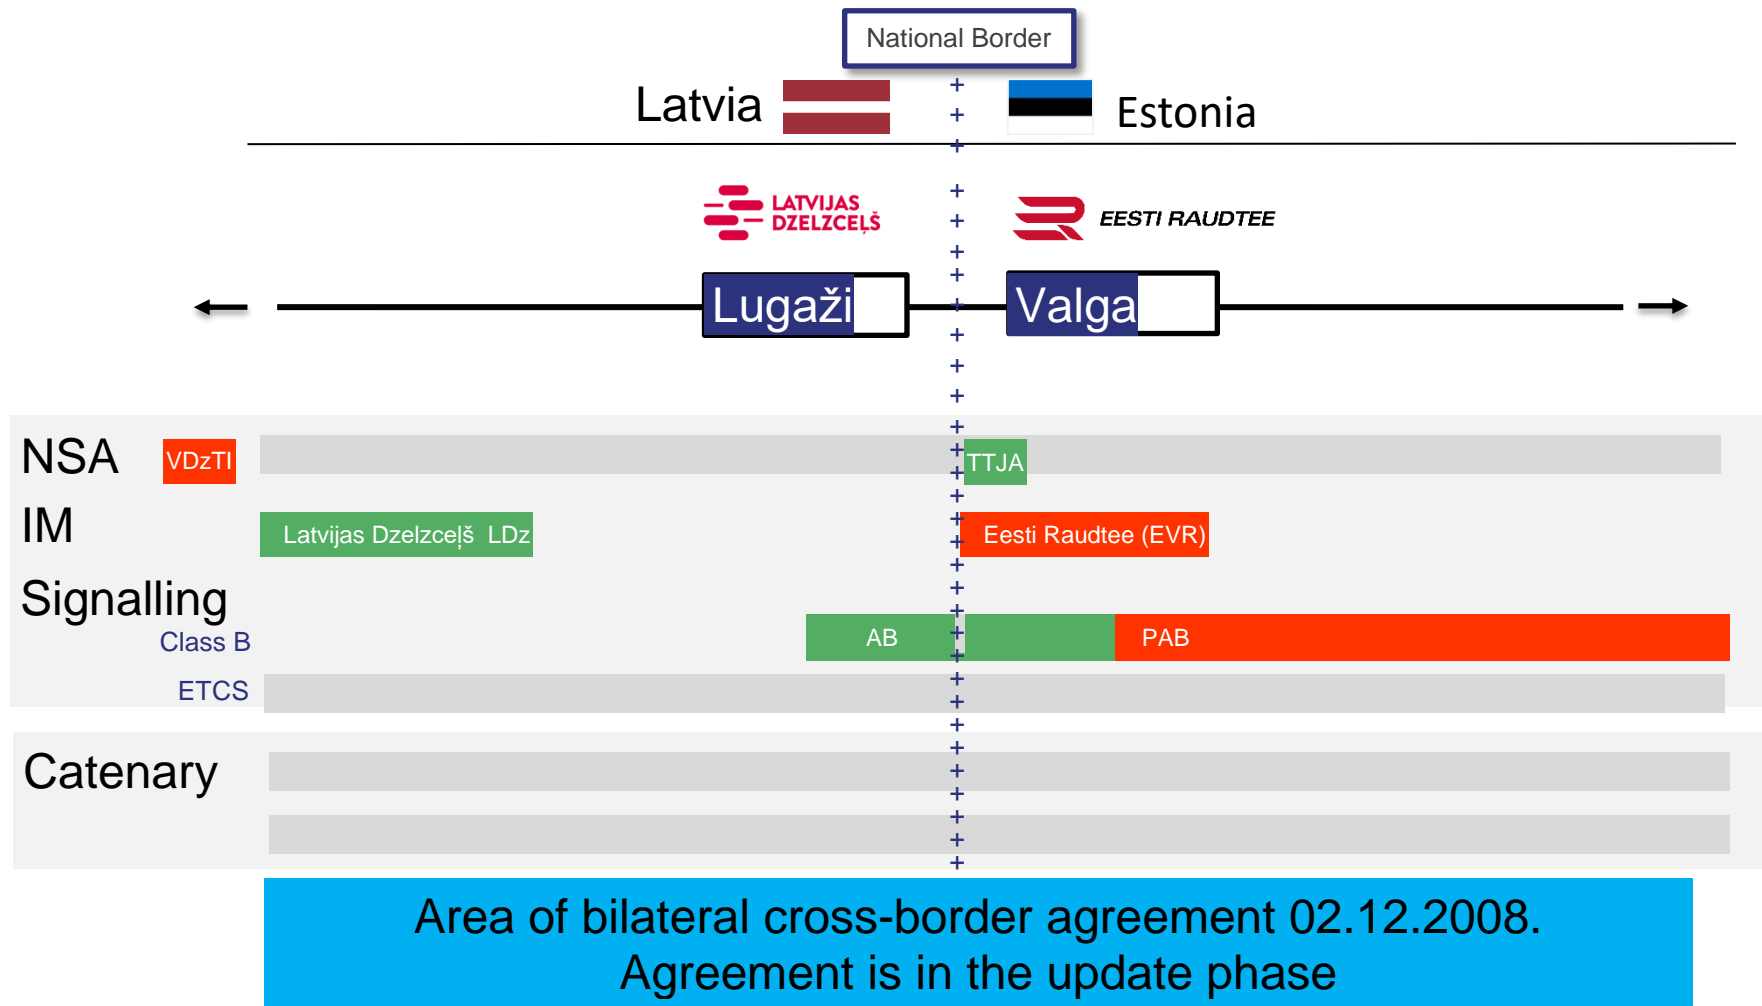 National Border
Latvia
Estonia
LATVIJAS
DZELZCEĻŠ
EESTI RAUDTEE
Lugaži
Valga
NSA
VDzTI
TTJA
IM
Latvijas Dzelzceļš LDz
Eesti Raudtee (EVR)
Signalling
Class B
AB
PAB
ETCS
Catenary
Area of bilateral cross-border agreement 02.12.2008.
Agreement is in the update phase